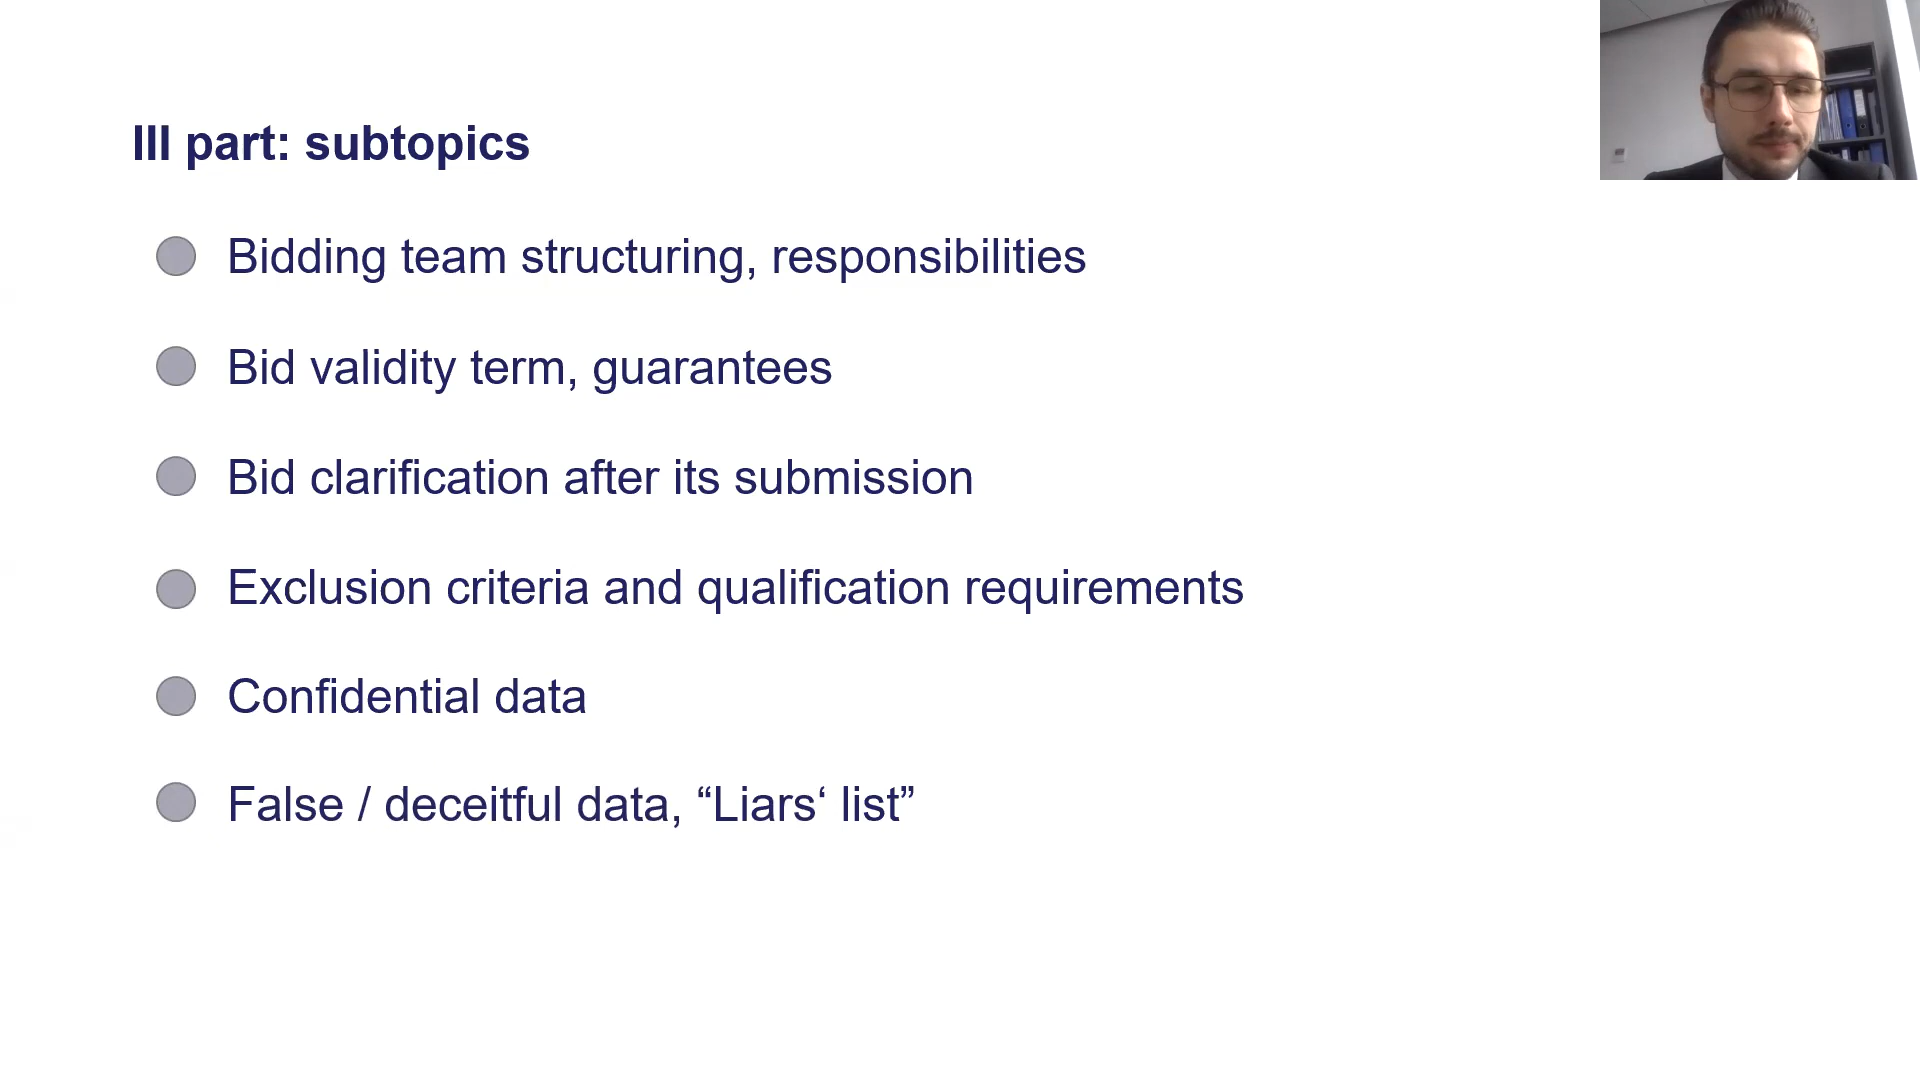 III part: subtopics
Bidding team structuring, responsibilities
Bid validity term, guarantees
Bid clarification after its submission
Exclusion criteria and qualification requirements
Confidential data
False / deceitful data, “Liars‘ list”